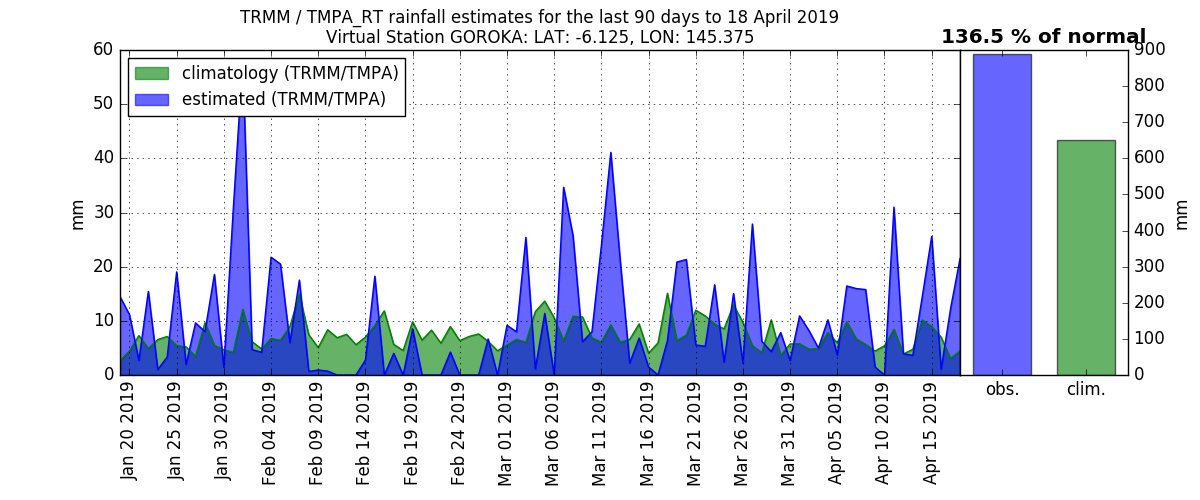 TRMM / TMPA_RT rainfall estimates for the last 90 days to 18 April 2019
Virtual Station GOROKA: LAT: -6.125, LON: 145.375
136.5 % of normal
climatology (TRMM/TMPA)
estimated (TRMM/TMPA)
mm
60
50
40
30
20
10
0
Jan 20 2019
Jan 25 2019
Jan 30 2019
Feb 04 2019
Feb 09 2019
Feb 14 2019
Feb 19 2019
Feb 24 2019
Mar 01 2019
Mar 06 2019
Mar 11 2019
Mar 16 2019
Mar 21 2019
Mar 26 2019
Mar 31 2019
Apr 05 2019
Apr 10 2019
Apr 15 2019
900
800
700
600
500
400
300
200
100
0
mm
obs.
clim.